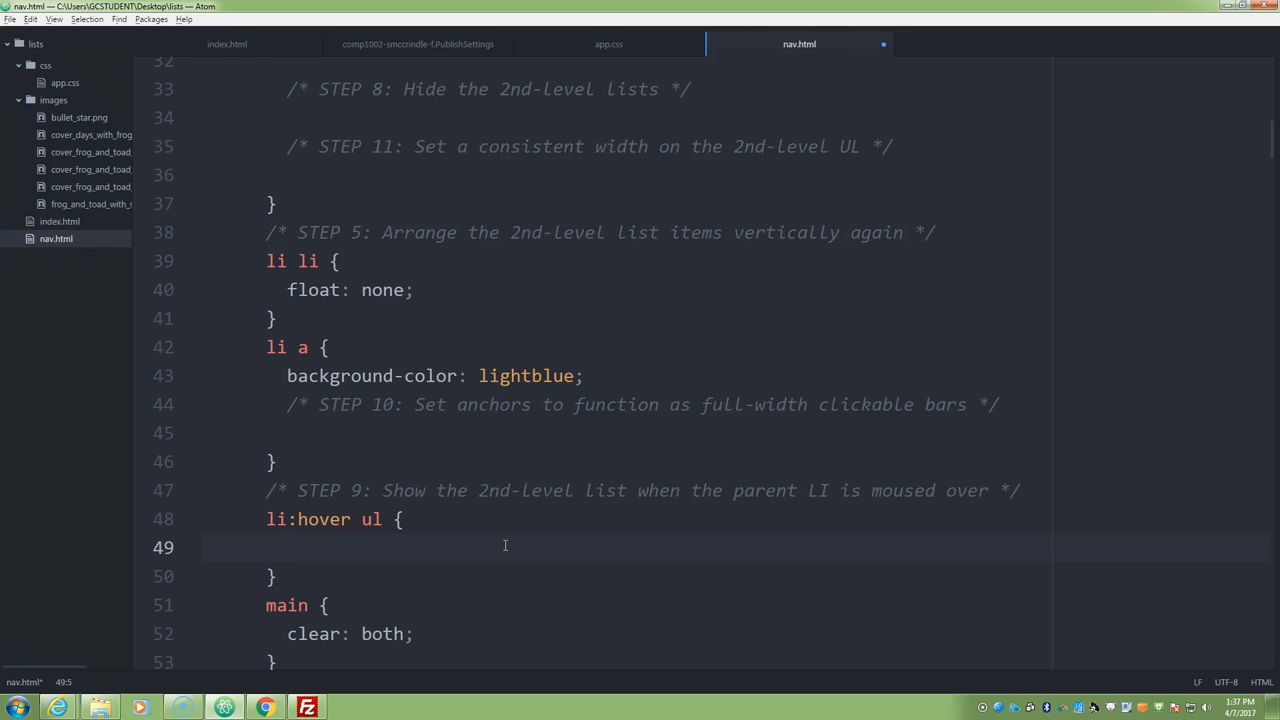 nav.html — C:\Users\GCSTUDENT\Desktop\lists - Atom
File Edit View Selection Find Packages Help
lists
css
app.css
images
bullet_star.png
cover_days_with_frog
cover_frog_and_toad_
cover_frog_and_toad_
cover_frog_and_toad_
frog_and_toad_with_s
index.html
nav.html
index.html comp1002-smccrindle-f.PublishSettings app.css nav.html
32
33 /* STEP 8: Hide the 2nd-level lists */
34
35 /* STEP 11: Set a consistent width on the 2nd-level UL */
36
37 }
38 /* STEP 5: Arrange the 2nd-level list items vertically again */
39 li li {
40 float: none;
41 }
42 li a {
43 background-color: lightblue;
44 /* STEP 10: Set anchors to function as full-width clickable bars */
45
46 }
47 /* STEP 9: Show the 2nd-level list when the parent LI is moused over */
48 li:hover ul {
49
50 }
51 main {
52 clear: both;
53 }
nav.html* 49:5 LF UTF-8 HTML
1:37 PM
4/7/2017